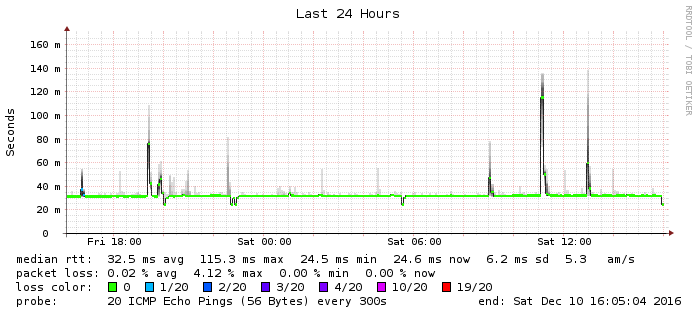 Last 24 Hours
RRDTOOL / TOBI OETIKER
Seconds
160 m
140 m
120 m
100 m
80 m
60 m
40 m
20 m
0
Fri 18:00 Sat 00:00 Sat 06:00 Sat 12:00
median rtt: 32.5 ms avg 115.3 ms max 24.5 ms min 24.6 ms now 6.2 ms sd 5.3 am/s
packet loss: 0.02 % avg 4.12 % max 0.00 % min 0.00 % now
loss color: 0 1/20 2/20 3/20 4/20 10/20 19/20
probe: 20 ICMP Echo Pings (56 Bytes) every 300s end: Sat Dec 10 16:05:04 2016